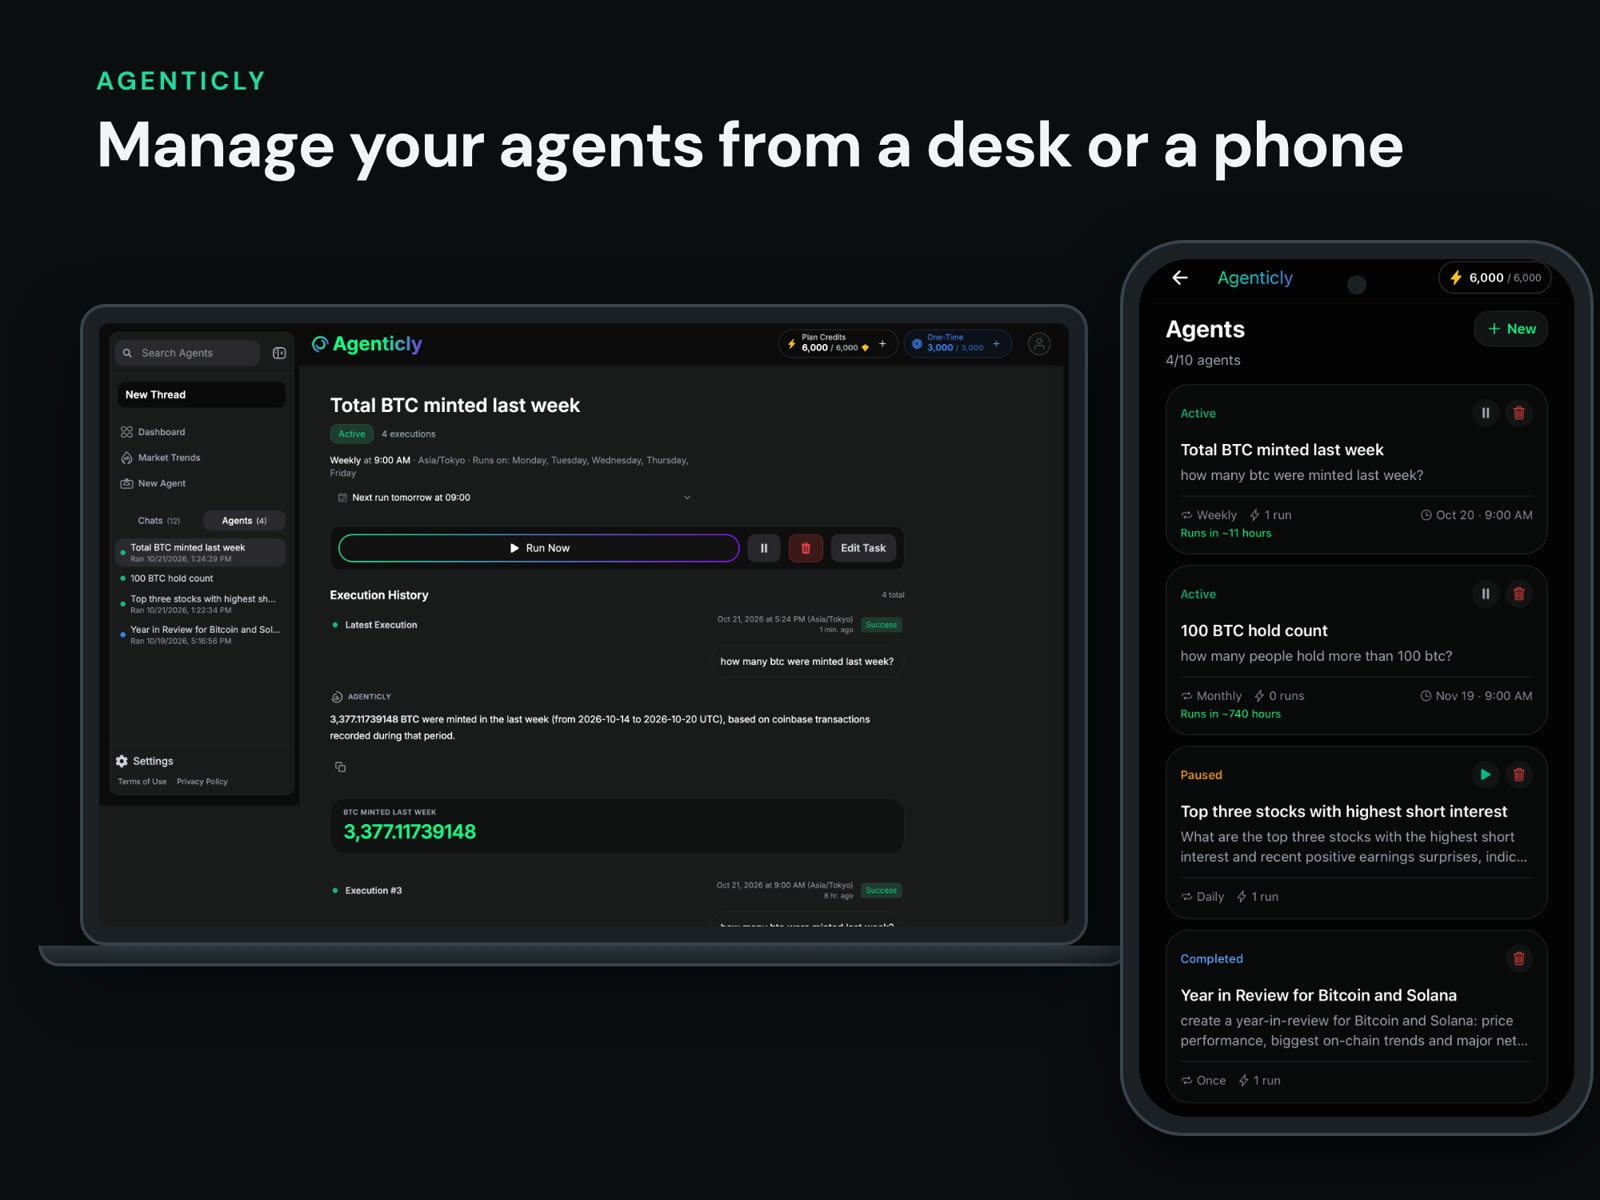 AGENTICLY
Manage your agents from a desk or a phone
Search Agents
New Thread
Dashboard
Market Trends
New Agent
Chats (12)
Agents (4)
Total BTC minted last week
Ran 10/21/2026, 1:24:29 PM
100 BTC hold count
Top three stocks with highest sh...
Ran 10/21/2026, 1:22:34 PM
Year in Review for Bitcoin and Sol...
Ran 10/19/2026, 5:16:56 PM
Settings
Terms of Use Privacy Policy
Agenticly
Plan Credits
6,000 / 6,000
+
One-Time
3,000 / 3,000
+
Total BTC minted last week
Active 4 executions
Weekly at 9:00 AM · Asia/Tokyo · Runs on: Monday, Tuesday, Wednesday, Thursday,
Friday
Next run tomorrow at 09:00
Run Now
Edit Task
Execution History
4 total
Latest Execution
Oct 21, 2026 at 5:24 PM (Asia/Tokyo)
1 min. ago
Success
how many btc were minted last week?
AGENTICLY
3,377.11739148 BTC were minted in the last week (from 2026-10-14 to 2026-10-20 UTC), based on coinbase transactions
recorded during that period.
BTC MINTED LAST WEEK
3,377.11739148
Execution #3
Oct 21, 2026 at 9:00 AM (Asia/Tokyo)
8 hr. ago
Success
how many btc were minted last week?
Agenticly
6,000 / 6,000
Agents
+ New
4/10 agents
Active
Total BTC minted last week
how many btc were minted last week?
Weekly 1 run Oct 20 · 9:00 AM
Runs in ~11 hours
Active
100 BTC hold count
how many people hold more than 100 btc?
Monthly 0 runs Nov 19 · 9:00 AM
Runs in ~740 hours
Paused
Top three stocks with highest short interest
What are the top three stocks with the highest short
interest and recent positive earnings surprises, indic...
Daily 1 run
Completed
Year in Review for Bitcoin and Solana
create a year-in-review for Bitcoin and Solana: price
performance, biggest on-chain trends and major net...
Once 1 run